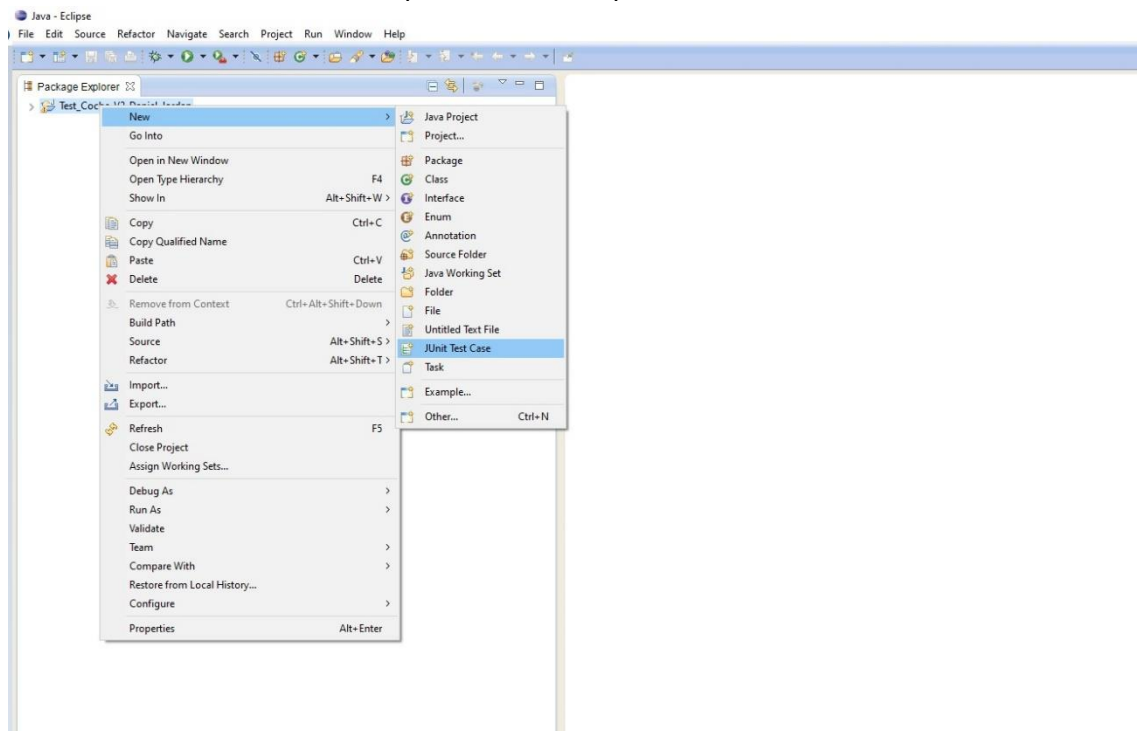 Java - Eclipse
File Edit Source Refactor Navigate Search Project Run Window Help
Package Explorer
New
Go Into
Open in New Window
Open Type Hierarchy F4
Show In Alt+Shift+W >
Copy Ctrl+C
Copy Qualified Name
Paste Ctrl+V
Delete Delete
Remove from Context Ctrl+Alt+Shift+Down
Build Path >
Source Alt+Shift+S >
Refactor Alt+Shift+T >
Import...
Export...
Refresh F5
Close Project
Assign Working Sets...
Debug As >
Run As >
Validate
Team >
Compare With >
Restore from Local History...
Configure >
Properties Alt+Enter
Java Project
Project...
Package
Class
Interface
Enum
Annotation
Source Folder
Java Working Set
Folder
File
Untitled Text File
JUnit Test Case
Task
Example...
Other... Ctrl+N